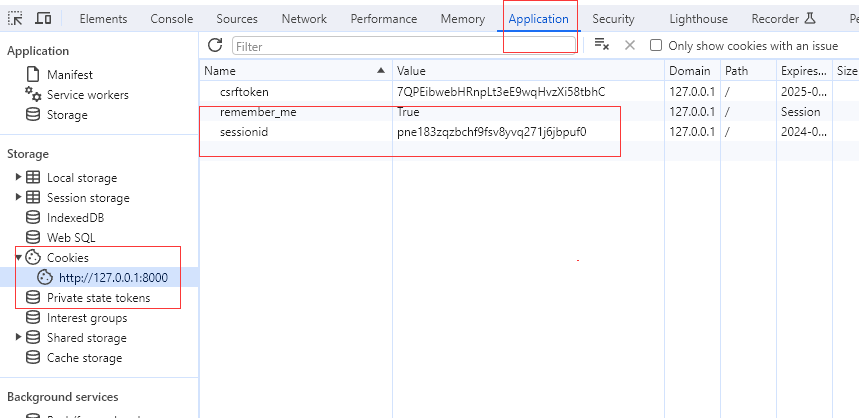 Elements Console Sources Network Performance Memory Application Security Lighthouse Recorder
Application
Manifest
Service workers
Storage
Storage
Local storage
Session storage
IndexedDB
Web SQL
Cookies
http://127.0.0.1:8000
Private state tokens
Interest groups
Shared storage
Cache storage
Background services
Filter Only show cookies with an issue
Name Value Domain Path Expires... Size
csrftoken 7QPEibwebHRnpLt3eE9wqHvzXi58tbhC 127.0.0.1 / 2025-0...
remember_me True 127.0.0.1 / Session
sessionid pne183zqzbchf9fsv8yvq271j6jbpuf0 127.0.0.1 / 2024-0...